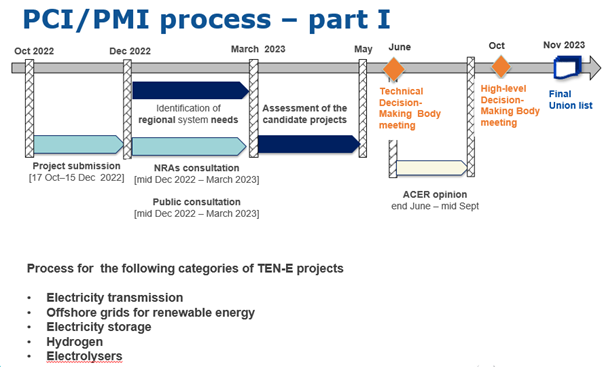 PCI/PMI process – part I
Oct 2022
Dec 2022
March 2023
May
June
Oct
Nov 2023
Technical
Decision-
Making Body
meeting
High-level
Decision-
Making Body
meeting
Final
Union list
Identification of
regional system needs
Assessment of the
candidate projects
Project submission
[17 Oct–15 Dec 2022]
NRAs consultation
[mid Dec 2022 – March 2023]
Public consultation
[mid Dec 2022 – March 2023]
ACER opinion
end June – mid Sept
Process for the following categories of TEN-E projects
• Electricity transmission
• Offshore grids for renewable energy
• Electricity storage
• Hydrogen
• Electrolysers